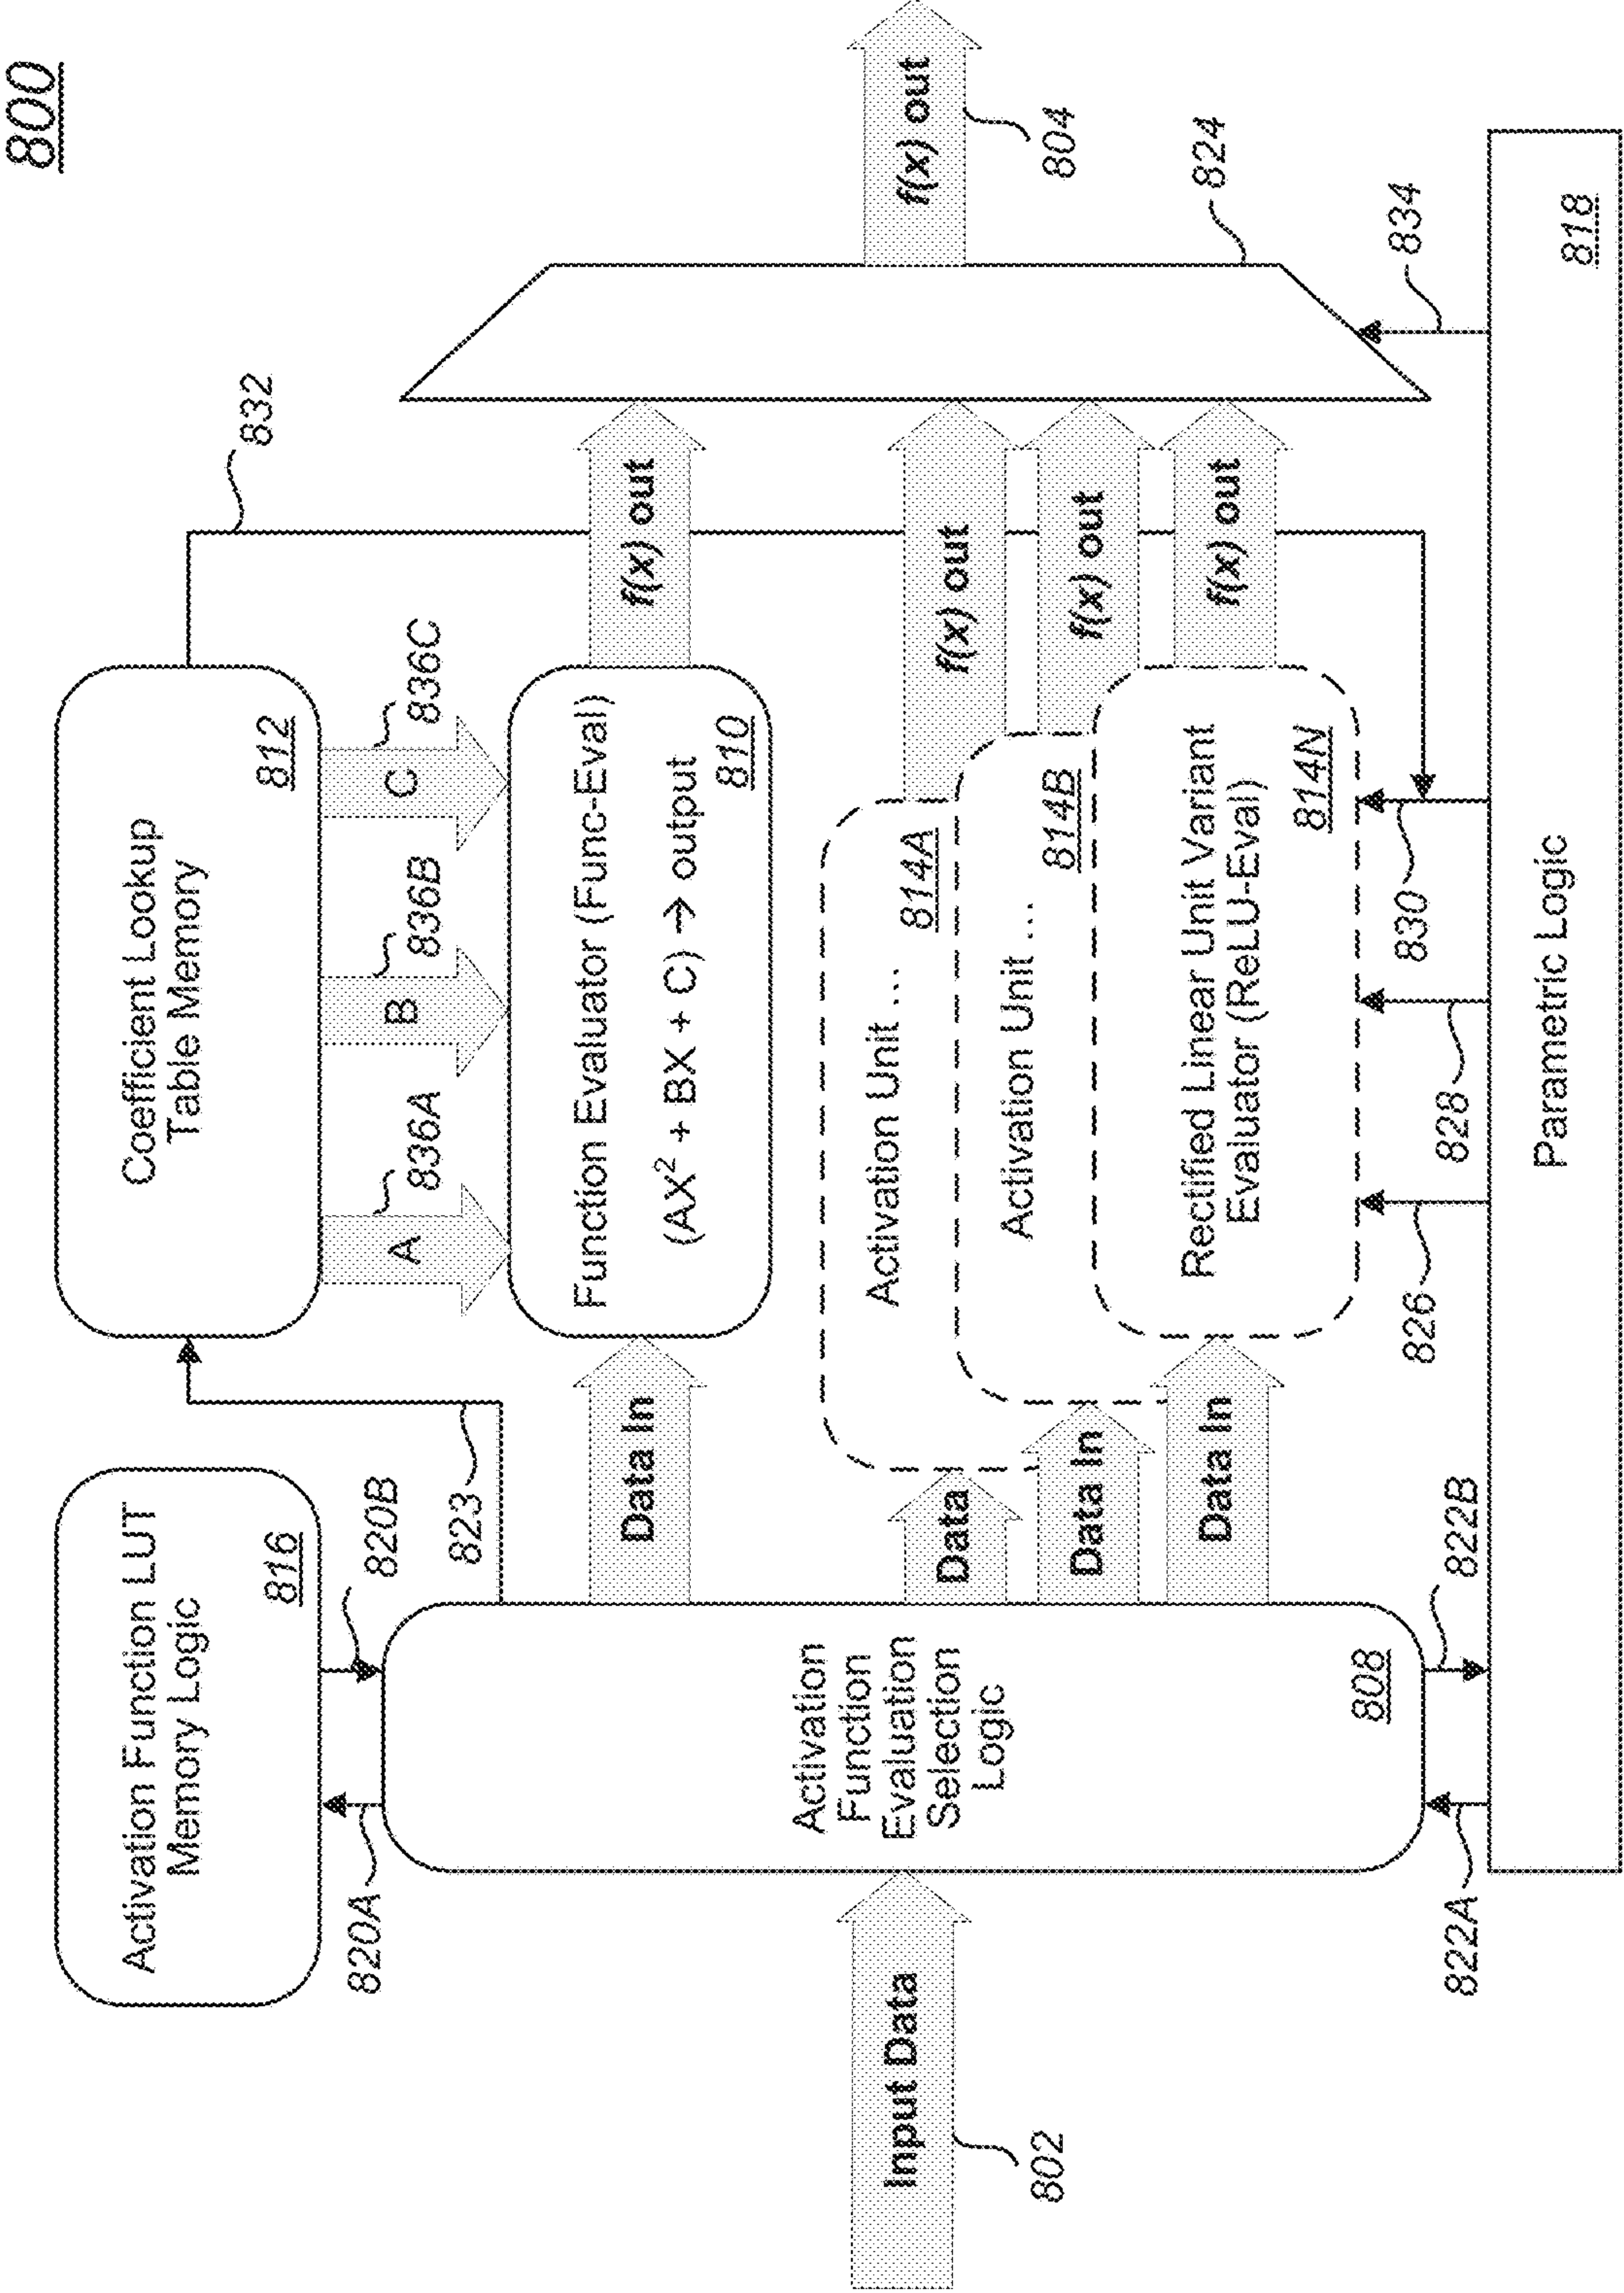 800
Activation Function LUT
Memory Logic
816
Coefficient Lookup
Table Memory
812
832
820A
820B
823
A
836A
B
836B
C
836C
Input Data
802
Activation
Function
Evaluation
Selection
Logic
808
Data In
Function Evaluator (Func-Eval)
(AX² + BX + C) → output
810
f(x) out
Data
Activation Unit ...
814A
f(x) out
Data In
Activation Unit ...
814B
f(x) out
Data In
Rectified Linear Unit Variant
Evaluator (ReLU-Eval)
814N
f(x) out
f(x) out
804
824
822A
822B
826
828
830
834
Parametric Logic
818